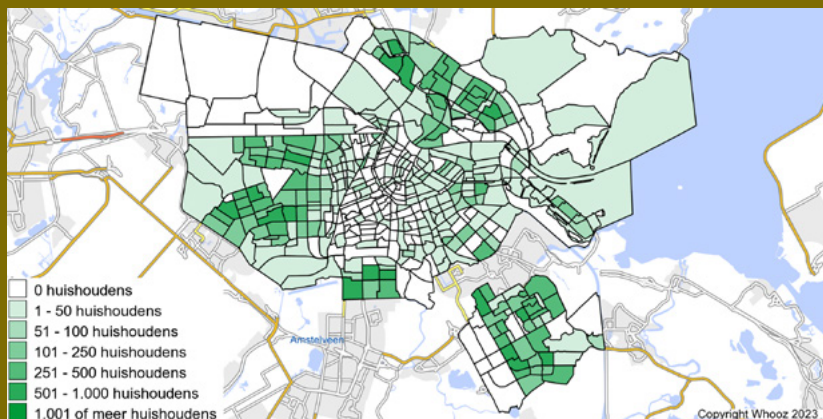 Amstelveen
0 huishoudens
1 - 50 huishoudens
51 - 100 huishoudens
101 - 250 huishoudens
251 - 500 huishoudens
501 - 1.000 huishoudens
1.001 of meer huishoudens
Copyright Whooz 2023